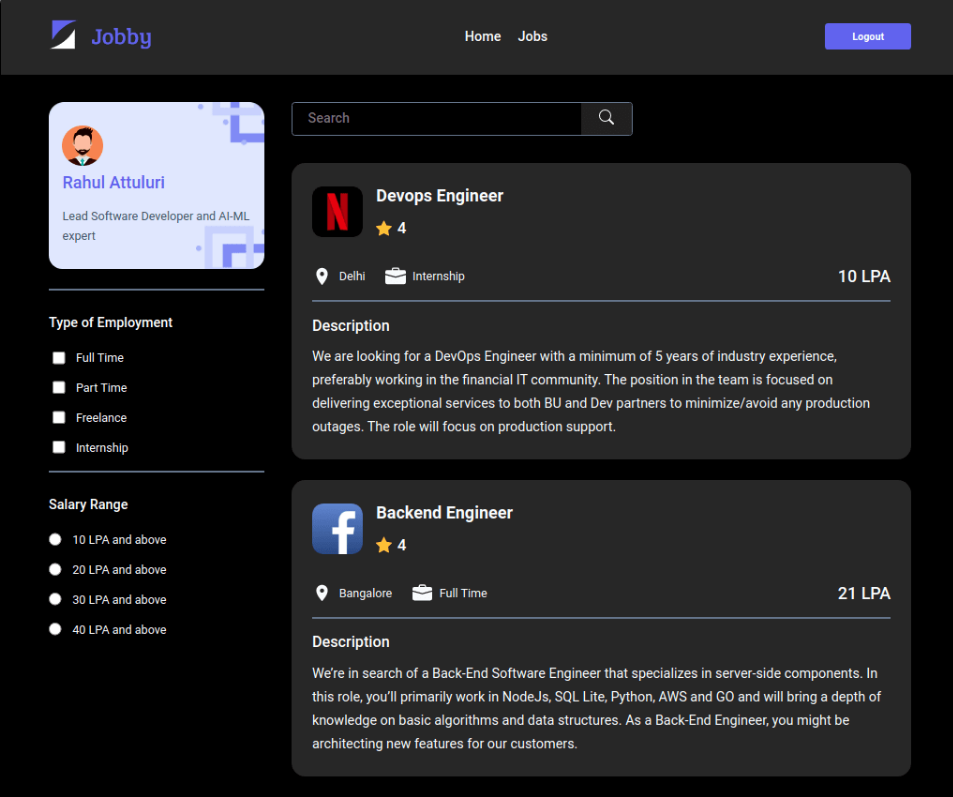 Jobby
Home Jobs
Logout
Rahul Attuluri
Lead Software Developer and AI-ML
expert
Type of Employment
Full Time
Part Time
Freelance
Internship
Salary Range
10 LPA and above
20 LPA and above
30 LPA and above
40 LPA and above
Search
N
Devops Engineer
4
Delhi Internship 10 LPA
Description
We are looking for a DevOps Engineer with a minimum of 5 years of industry experience,
preferably working in the financial IT community. The position in the team is focused on
delivering exceptional services to both BU and Dev partners to minimize/avoid any production
outages. The role will focus on production support.
f
Backend Engineer
4
Bangalore Full Time 21 LPA
Description
We’re in search of a Back-End Software Engineer that specializes in server-side components. In
this role, you’ll primarily work in NodeJs, SQL Lite, Python, AWS and GO and will bring a depth of
knowledge on basic algorithms and data structures. As a Back-End Engineer, you might be
architecting new features for our customers.